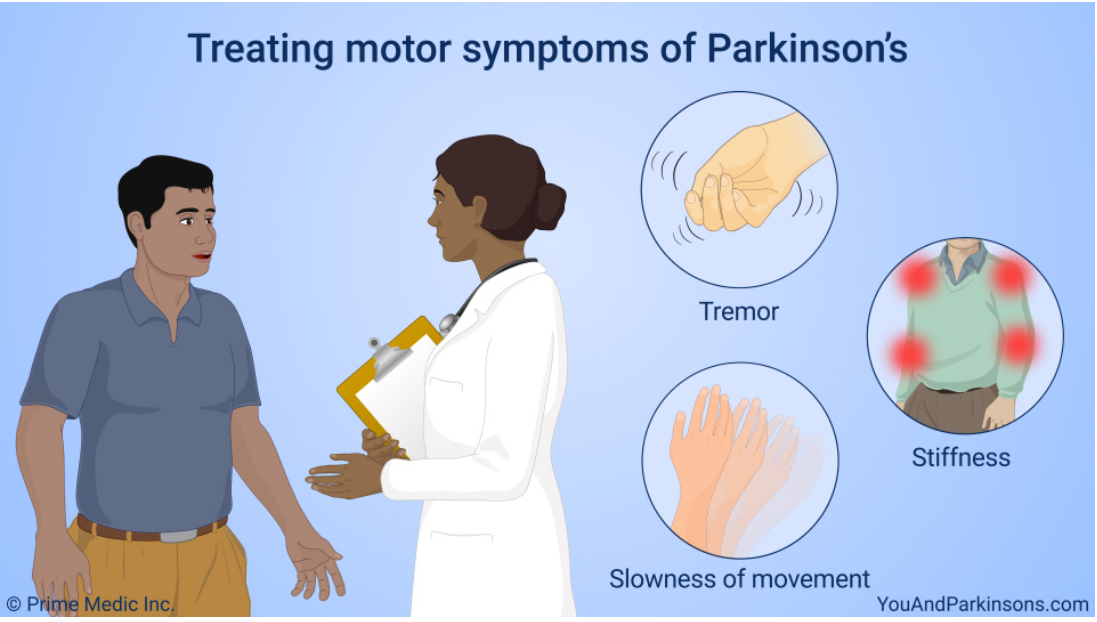 Treating motor symptoms of Parkinson’s
Tremor
Stiffness
Slowness of movement
© Prime Medic Inc.
YouAndParkinsons.com